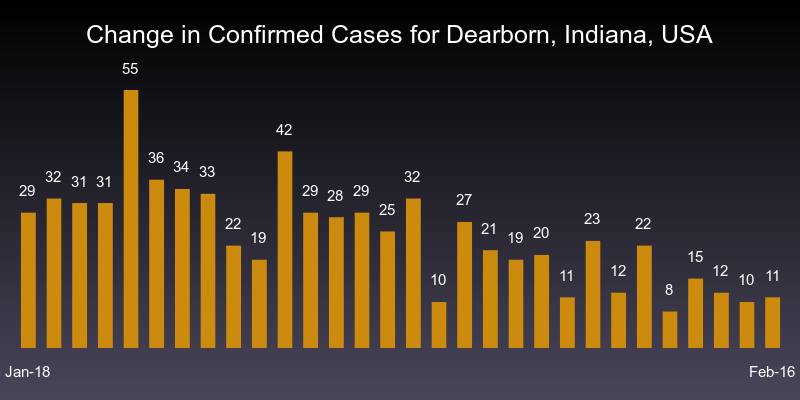 Change in Confirmed Cases for Dearborn, Indiana, USA
29 32 31 31 55 36 34 33 22 19 42 29 28 29 25 32 10 27 21 19 20 11 23 12 22 8 15 12 10 11
Jan-18 Feb-16